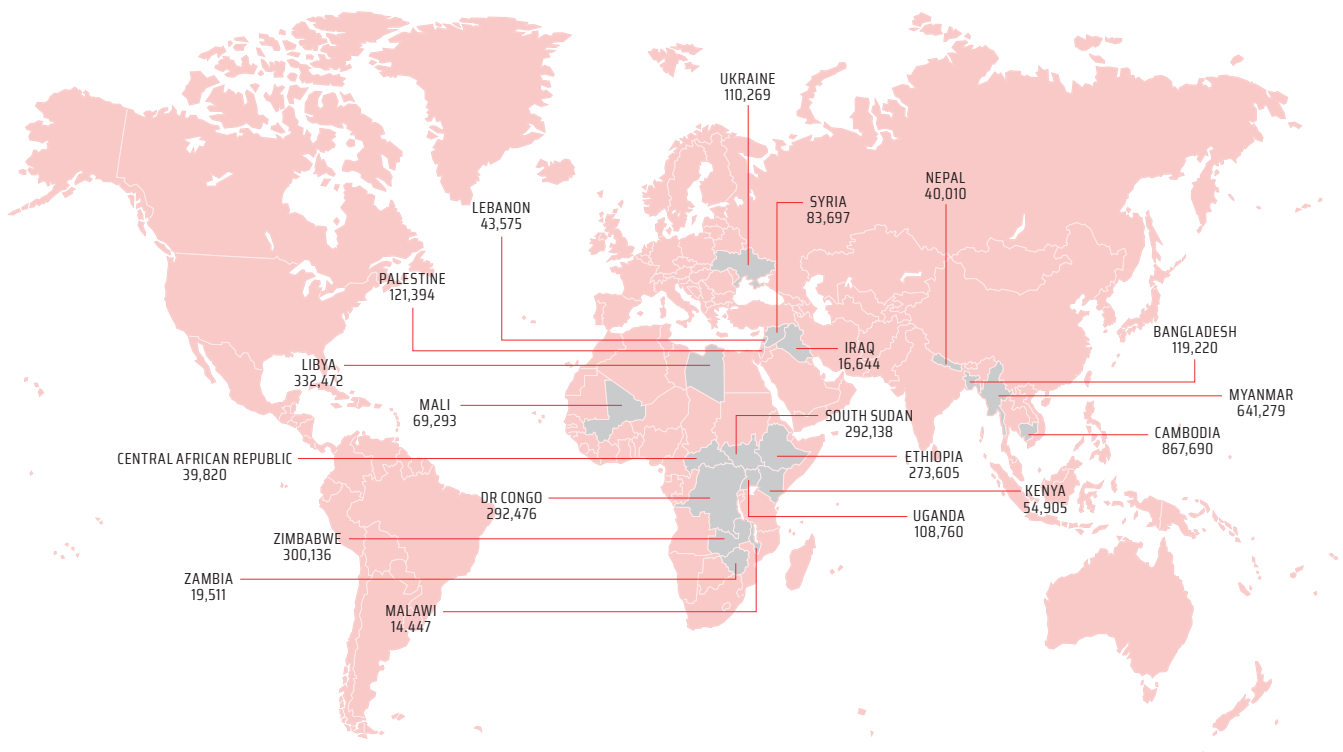 UKRAINE
110,269
NEPAL
40,010
SYRIA
83,697
LEBANON
43,575
PALESTINE
121,394
BANGLADESH
119,220
IRAQ
16,644
LIBYA
332,472
MYANMAR
641,279
MALI
69,293
SOUTH SUDAN
292,138
CAMBODIA
867,690
CENTRAL AFRICAN REPUBLIC
39,820
ETHIOPIA
273,605
DR CONGO
292,476
KENYA
54,905
UGANDA
108,760
ZIMBABWE
300,136
ZAMBIA
19,511
MALAWI
14.447